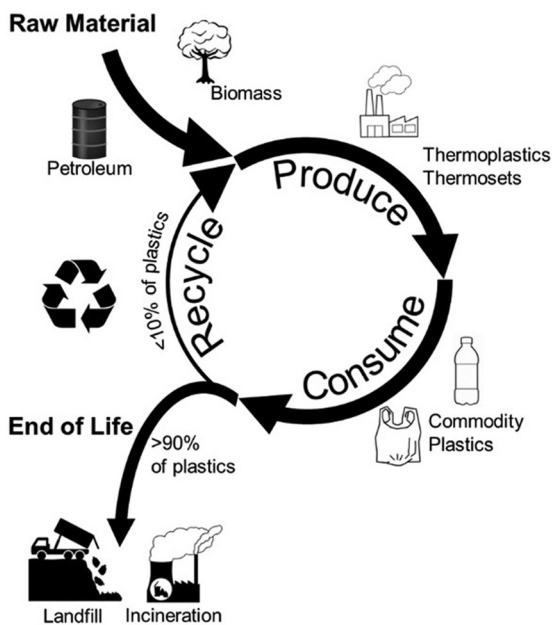 Raw Material
Biomass
Petroleum
Produce
Thermoplastics
Thermosets
Recycle
<10% of plastics
Consume
Commodity
Plastics
End of Life
>90%
of plastics
Landfill
Incineration